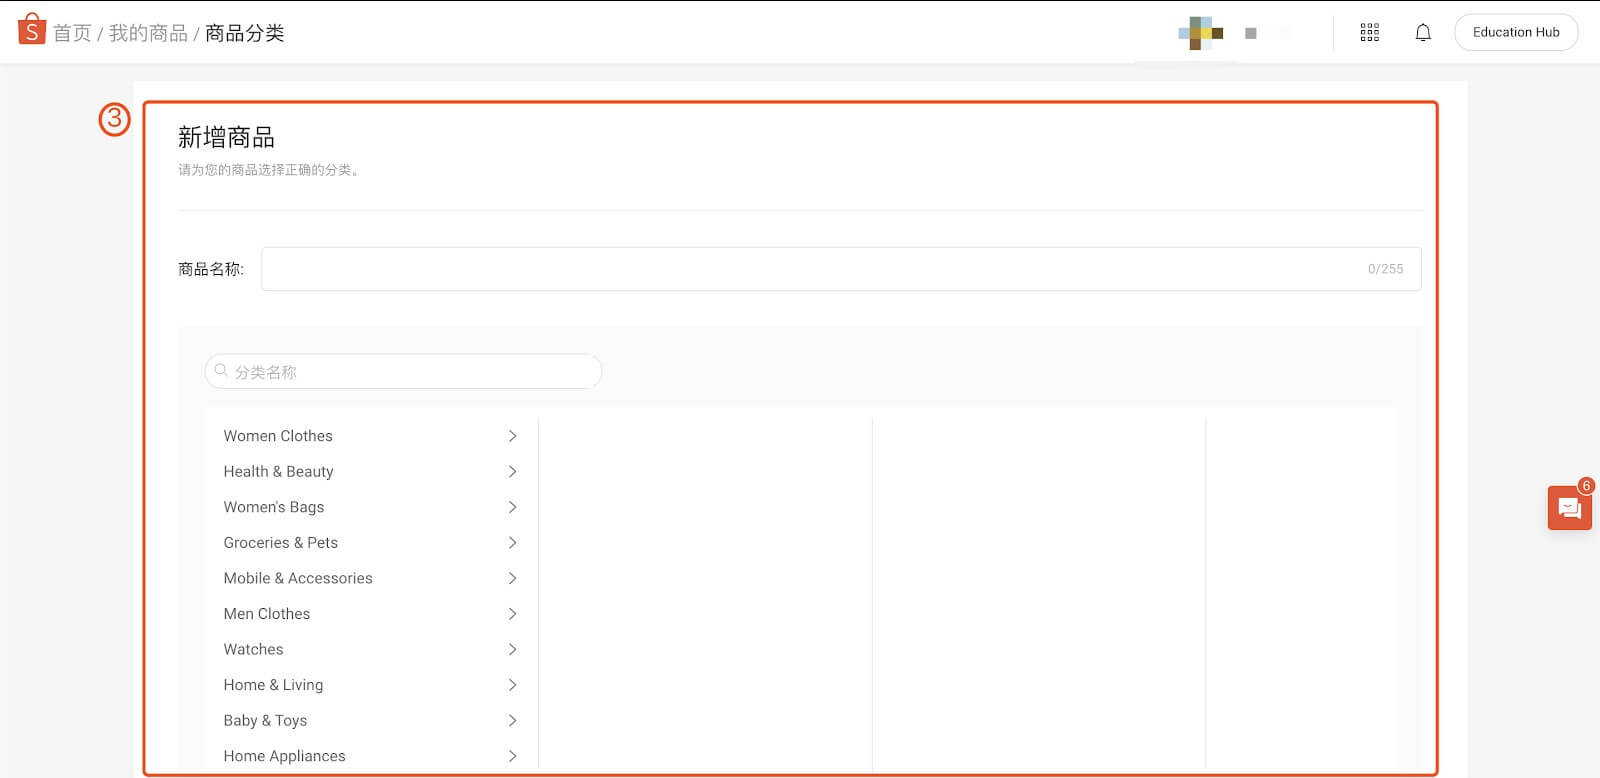 S 首页 / 我的商品 / 商品分类
Education Hub
③
新增商品
请为您的商品选择正确的分类。
商品名称:
0/255
分类名称
Women Clothes
Health & Beauty
Women's Bags
Groceries & Pets
Mobile & Accessories
Men Clothes
Watches
Home & Living
Baby & Toys
Home Appliances
6